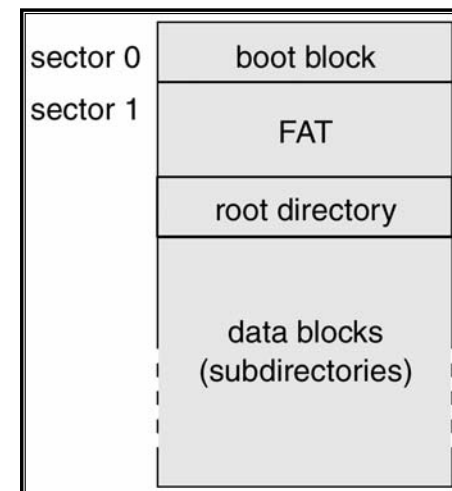 sector 0
boot block
sector 1
FAT
root directory
data blocks
(subdirectories)